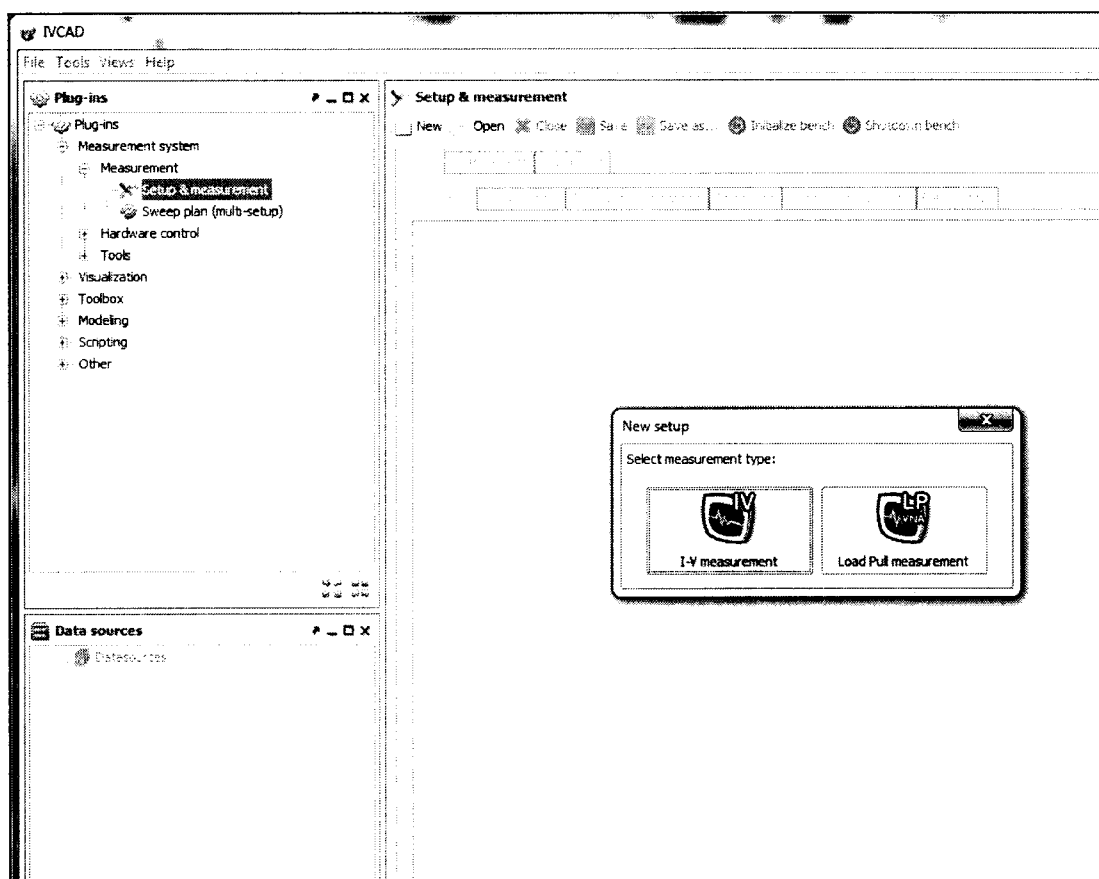 IVCAD
File Tools Views Help
Plug-ins
Plug-ins
Measurement system
Measurement
Setup & measurement
Sweep plan (multi-setup)
Hardware control
Tools
Visualization
Toolbox
Modeling
Scripting
Other
Data sources
Datasources
Setup & measurement
New Open Close Save Save as... Initialize bench Shutdown bench
New setup
Select measurement type:
IV
I-V measurement
LP
VNA
Load Pull measurement